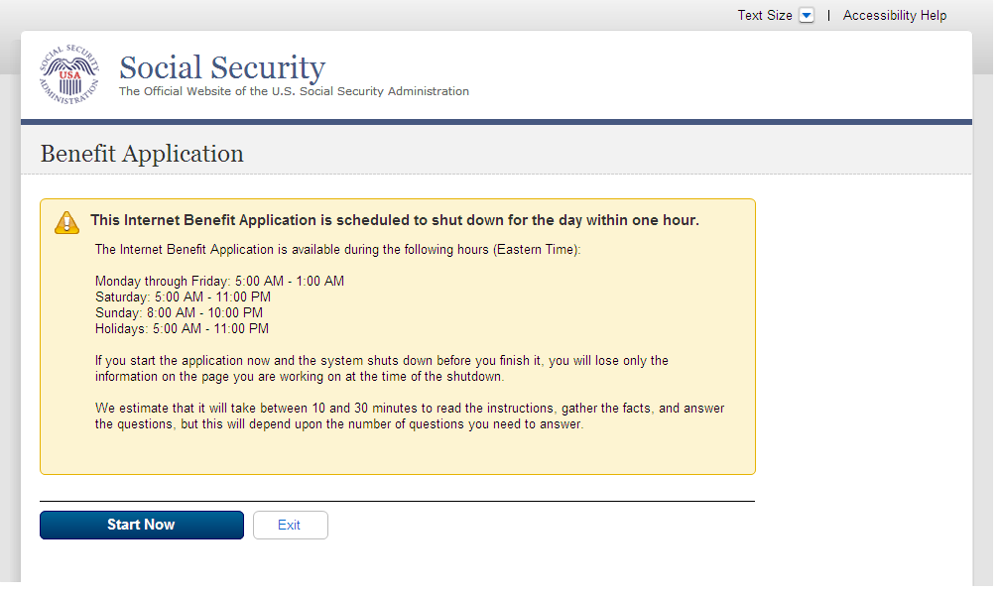 Text Size | Accessibility Help
SOCIAL SECURITY ADMINISTRATION
USA
Social Security
The Official Website of the U.S. Social Security Administration
Benefit Application
This Internet Benefit Application is scheduled to shut down for the day within one hour.
The Internet Benefit Application is available during the following hours (Eastern Time):
Monday through Friday: 5:00 AM - 1:00 AM
Saturday: 5:00 AM - 11:00 PM
Sunday: 8:00 AM - 10:00 PM
Holidays: 5:00 AM - 11:00 PM
If you start the application now and the system shuts down before you finish it, you will lose only the
information on the page you are working on at the time of the shutdown.
We estimate that it will take between 10 and 30 minutes to read the instructions, gather the facts, and answer
the questions, but this will depend upon the number of questions you need to answer.
Start Now Exit